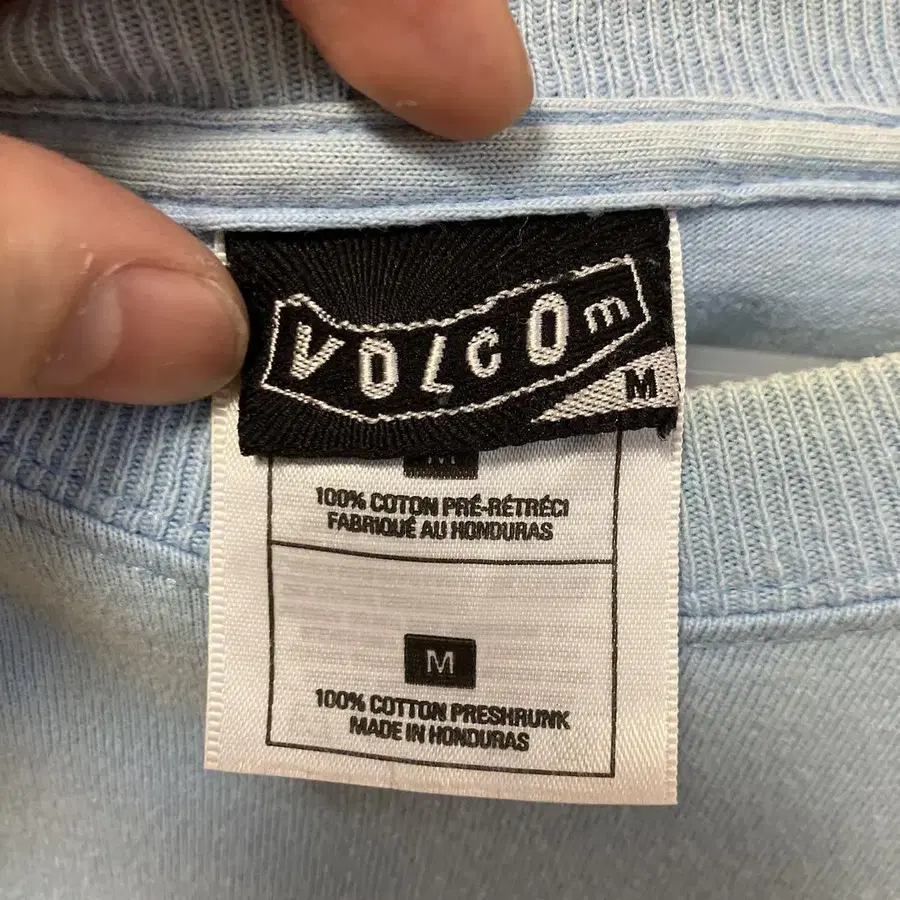 VOLCOm
M
M
100% COTON PRÉ-RÉTRÉCI
FABRIQUÉ AU HONDURAS
M
100% COTTON PRESHRUNK
MADE IN HONDURAS